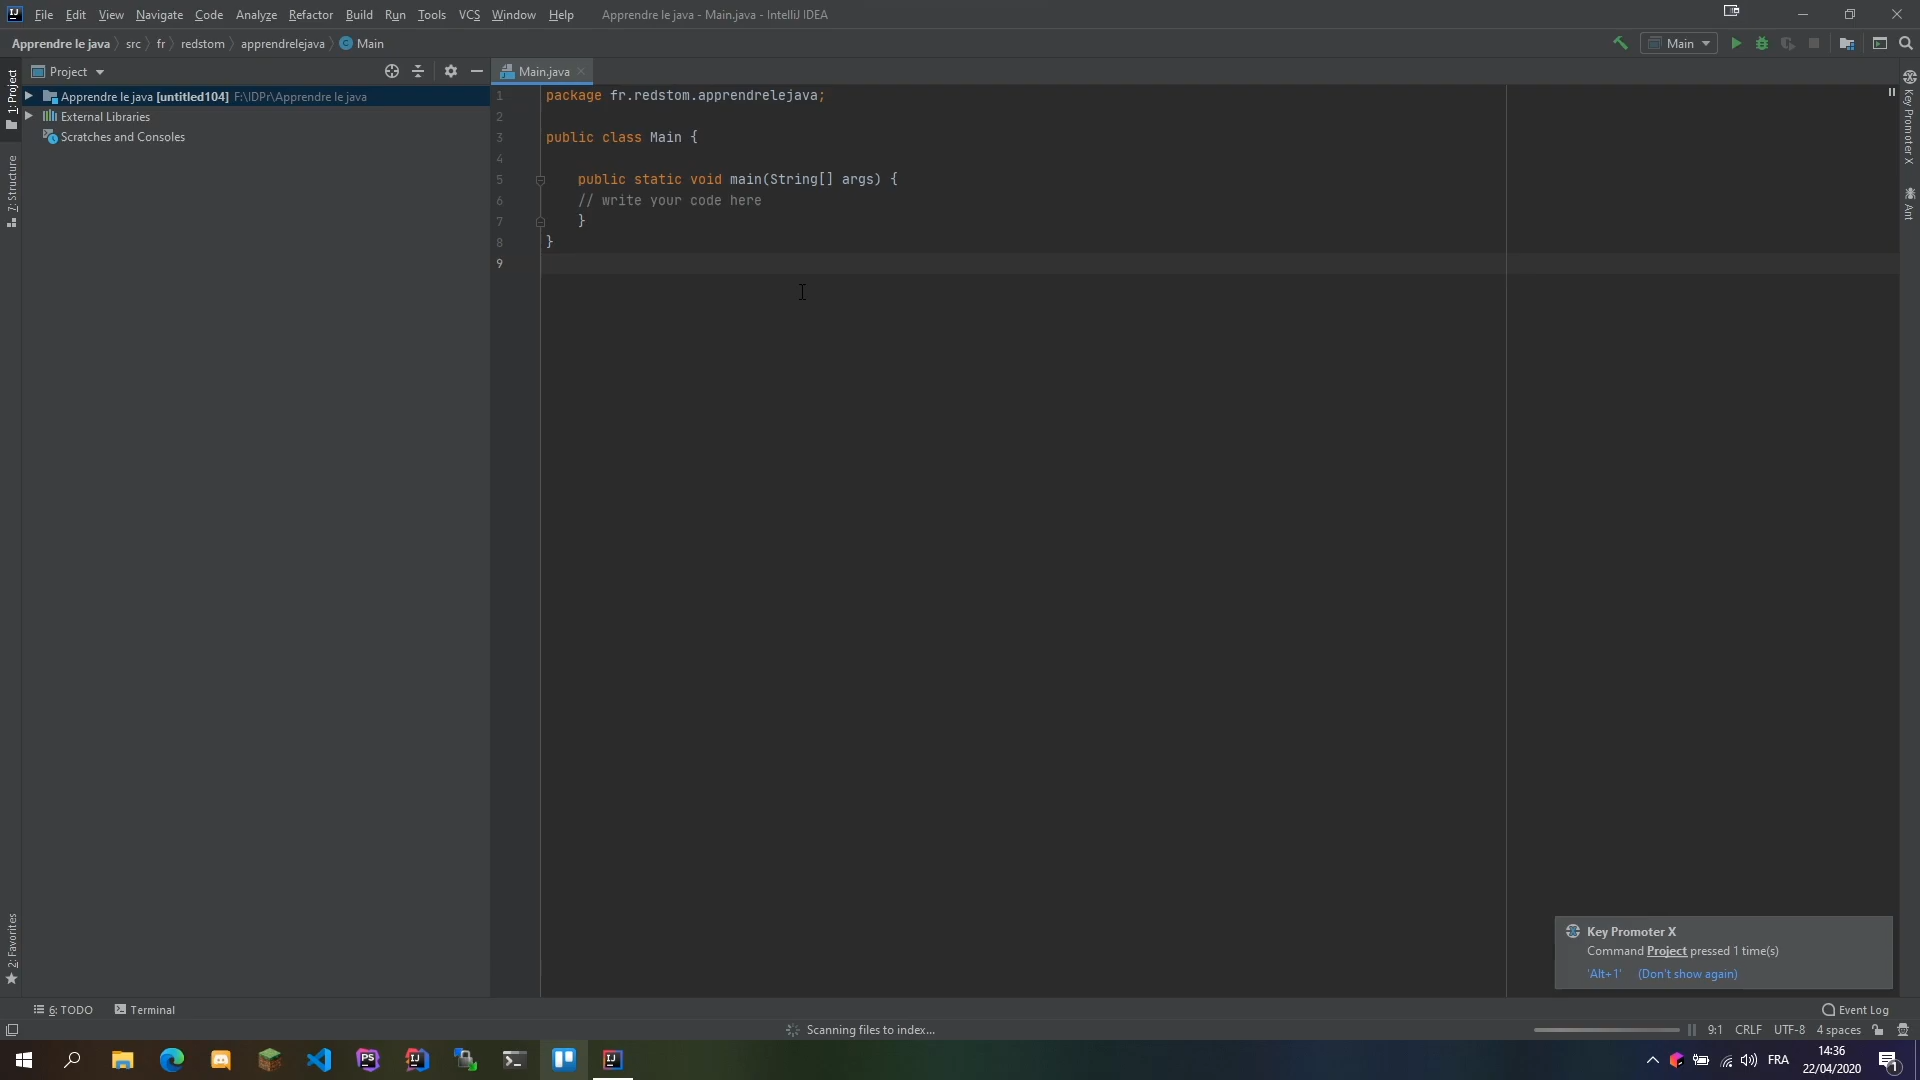 File Edit View Navigate Code Analyze Refactor Build Run Tools VCS Window Help Apprendre le java - Main.java - IntelliJ IDEA
Apprendre le java src fr redstom apprendrelejava Main
Main
Project
Main.java
1: Project
7: Structure
2: Favorites
Apprendre le java [untitled104] F:\IDPr\Apprendre le java
External Libraries
Scratches and Consoles
1 package fr.redstom.apprendrelejava;
2
3 public class Main {
4
5 public static void main(String[] args) {
6 // write your code here
7 }
8 }
9
Key Promoter X
Ant
Key Promoter X
Command Project pressed 1 time(s)
'Alt+1' (Don't show again)
6: TODO Terminal
Event Log
Scanning files to index...
9:1 CRLF UTF-8 4 spaces
FRA
14:36
22/04/2020
1